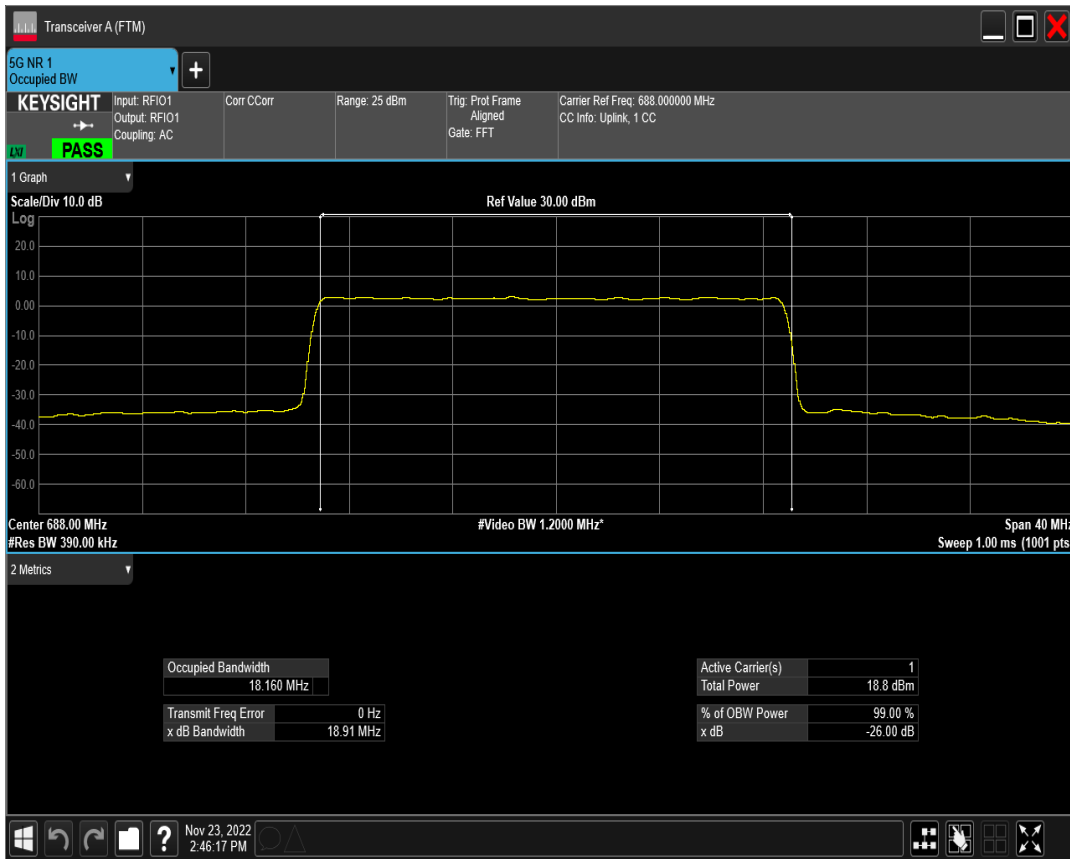 Transceiver A (FTM)
5G NR 1
Occupied BW
+
KEYSIGHT
LXI
PASS
Input: RFIO1
Output: RFIO1
Coupling: AC
Corr CCorr
Range: 25 dBm
Trig: Prot Frame
Aligned
Gate: FFT
Carrier Ref Freq: 688.000000 MHz
CC Info: Uplink, 1 CC
1 Graph
Scale/Div 10.0 dB
Ref Value 30.00 dBm
Log
20.0
10.0
0.00
-10.0
-20.0
-30.0
-40.0
-50.0
-60.0
Center 688.00 MHz
#Video BW 1.2000 MHz*
Span 40 MHz
#Res BW 390.00 kHz
Sweep 1.00 ms (1001 pts
2 Metrics
Occupied Bandwidth
18.160 MHz
Transmit Freq Error 0 Hz
x dB Bandwidth 18.91 MHz
Active Carrier(s) 1
Total Power 18.8 dBm
% of OBW Power 99.00 %
x dB -26.00 dB
?
Nov 23, 2022
2:46:17 PM